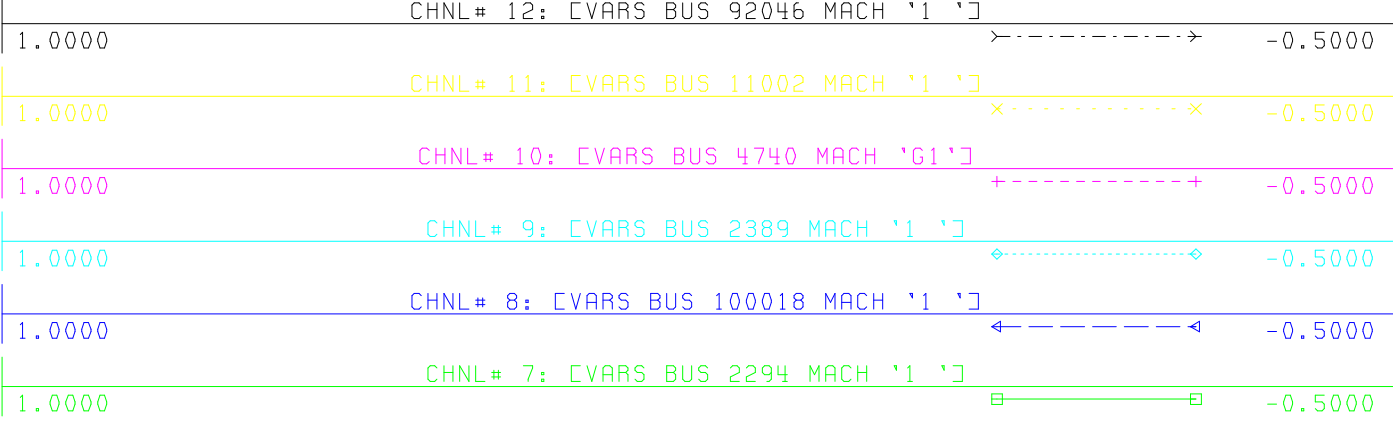 CHNL# 12: [VARS BUS 92046 MACH '1 ']
1.0000 -0.5000
CHNL# 11: [VARS BUS 11002 MACH '1 ']
1.0000 -0.5000
CHNL# 10: [VARS BUS 4740 MACH 'G1']
1.0000 -0.5000
CHNL# 9: [VARS BUS 2389 MACH '1 ']
1.0000 -0.5000
CHNL# 8: [VARS BUS 100018 MACH '1 ']
1.0000 -0.5000
CHNL# 7: [VARS BUS 2294 MACH '1 ']
1.0000 -0.5000